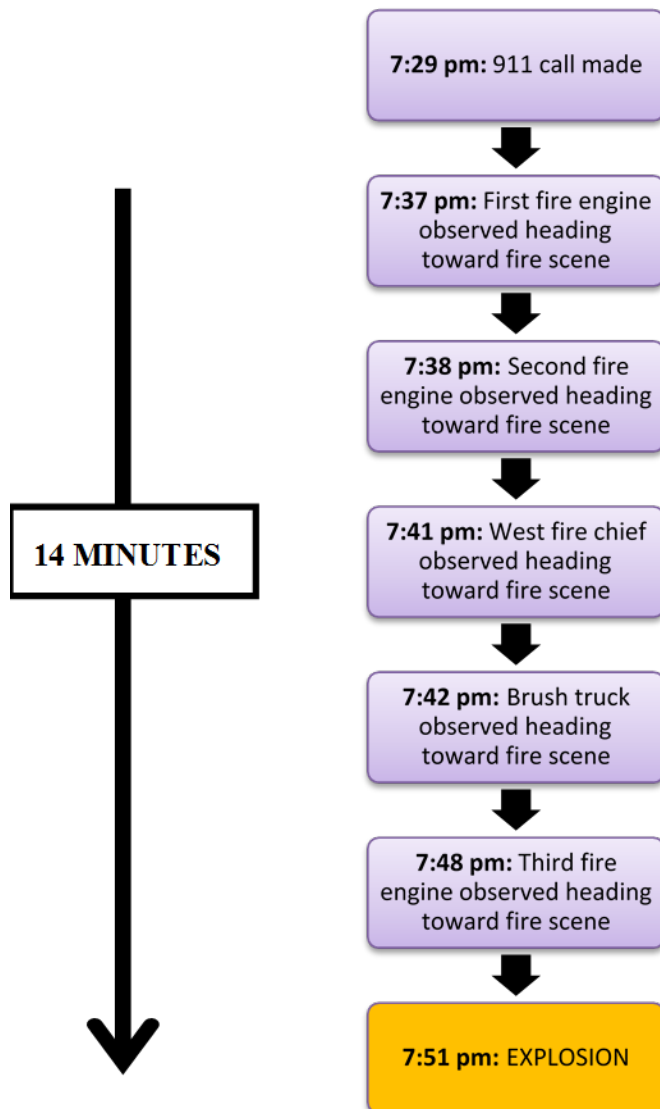 7:29 pm: 911 call made
7:37 pm: First fire engine
observed heading
toward fire scene
7:38 pm: Second fire
engine observed heading
toward fire scene
14 MINUTES
7:41 pm: West fire chief
observed heading
toward fire scene
7:42 pm: Brush truck
observed heading
toward fire scene
7:48 pm: Third fire
engine observed heading
toward fire scene
7:51 pm: EXPLOSION